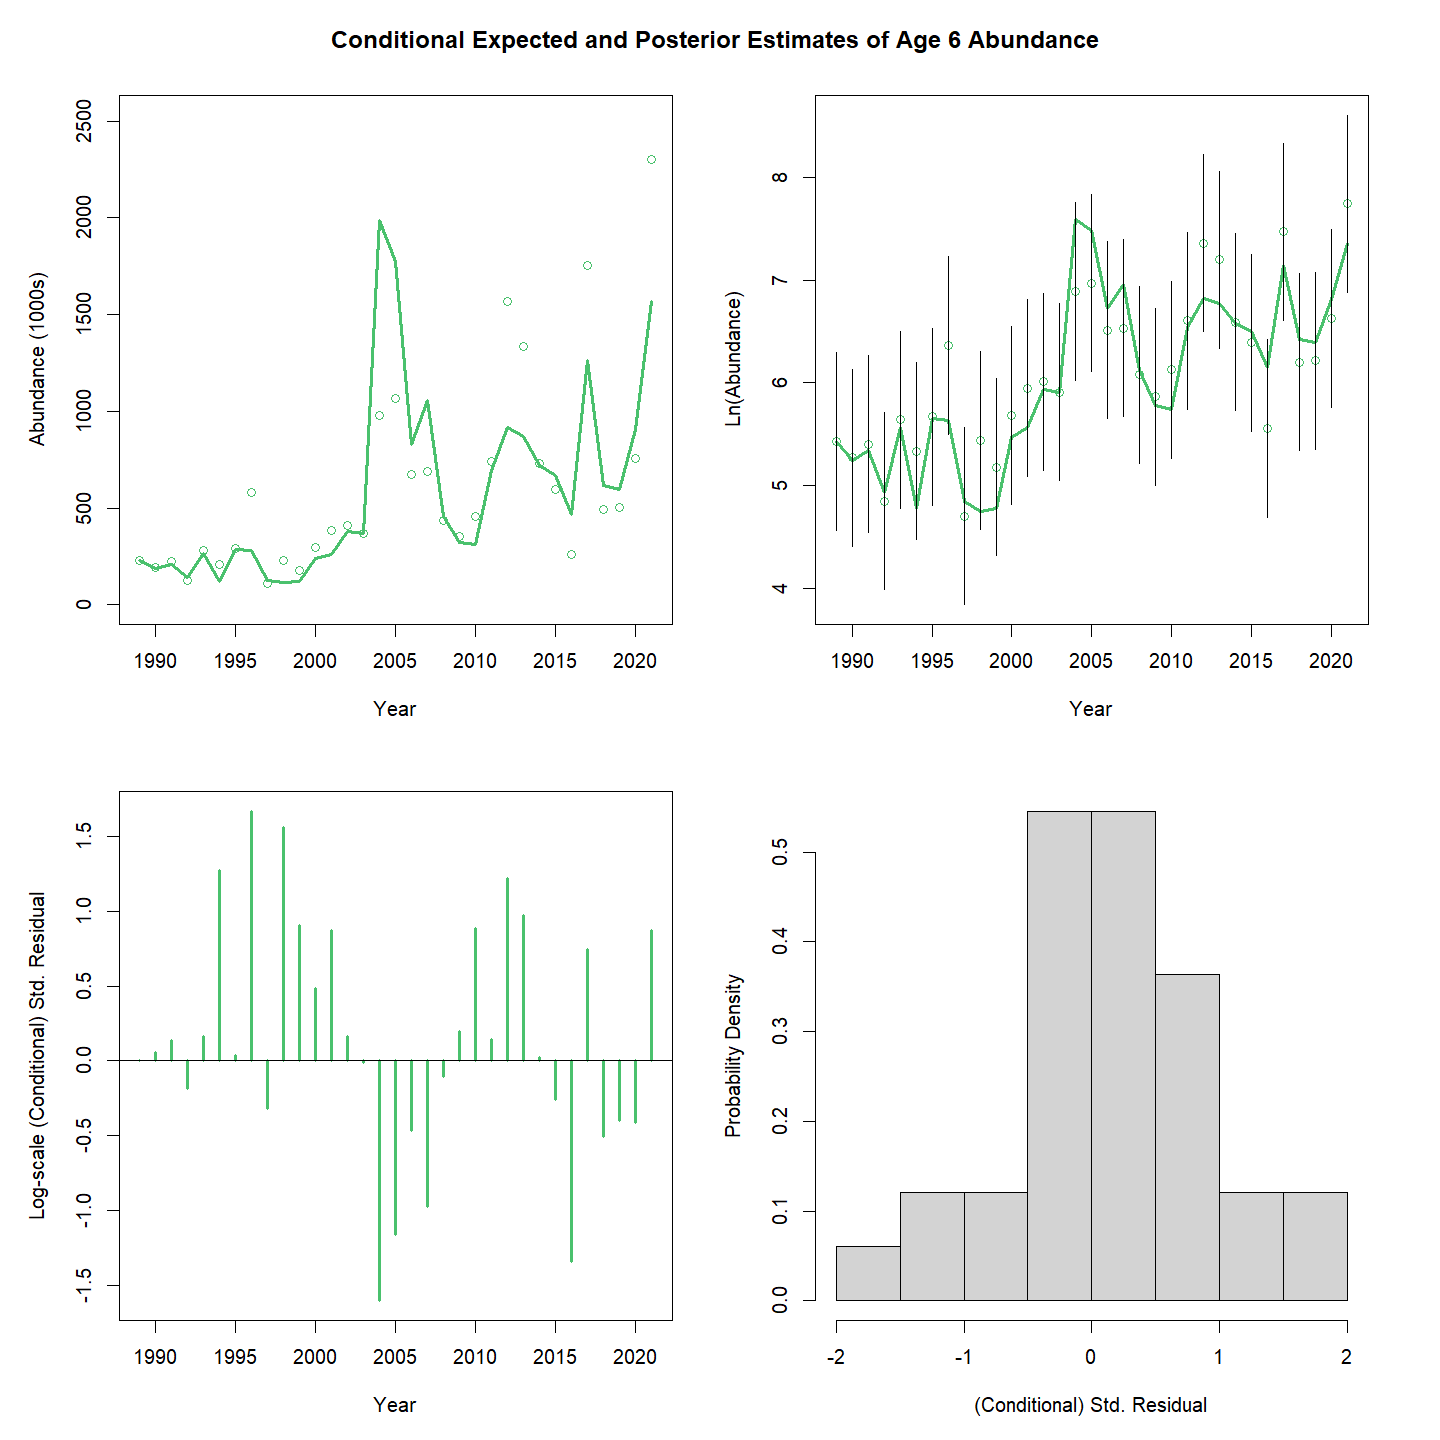 Conditional Expected and Posterior Estimates of Age 6 Abundance
Abundance (1000s)
2500
2000
1500
1000
500
0
1990 1995 2000 2005 2010 2015 2020
Year
Ln(Abundance)
8
7
6
5
4
1990 1995 2000 2005 2010 2015 2020
Year
Log-scale (Conditional) Std. Residual
1.5
1.0
0.5
0.0
-0.5
-1.0
-1.5
1990 1995 2000 2005 2010 2015 2020
Year
Probability Density
0.5
0.4
0.3
0.2
0.1
0.0
-2 -1 0 1 2
(Conditional) Std. Residual